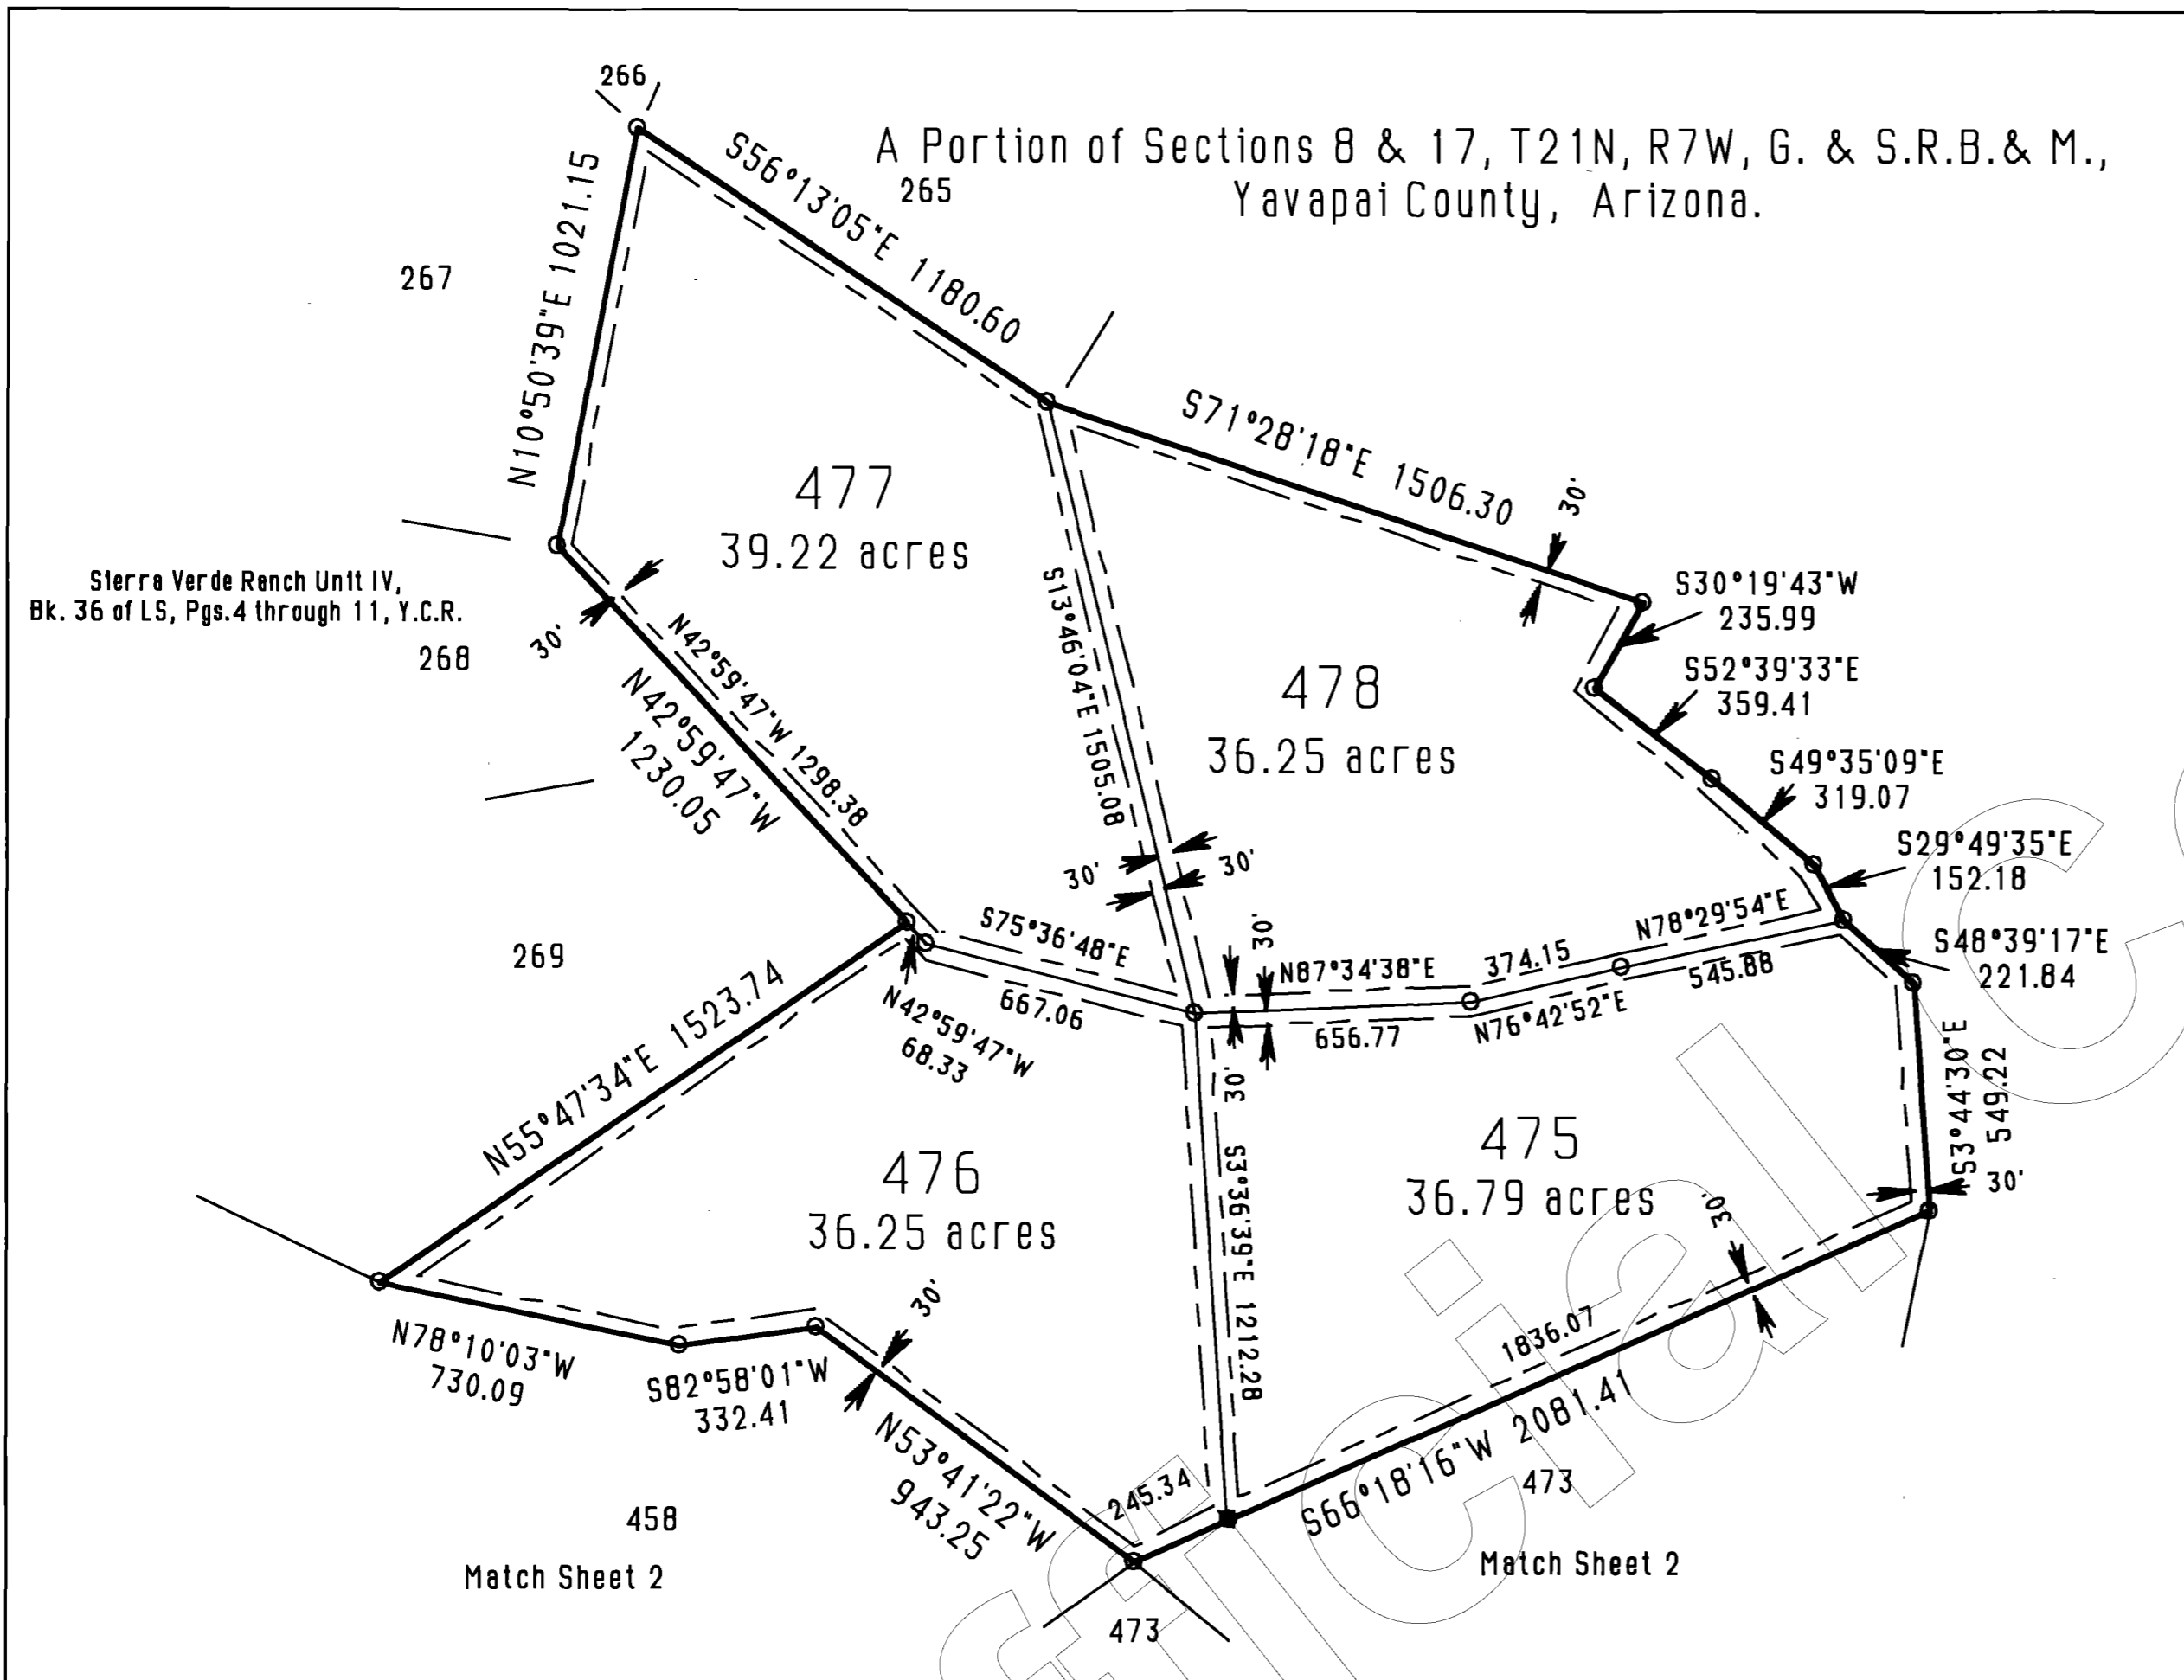 266
A Portion of Sections 8 & 17, T21N, R7W, G. & S.R.B.& M.,
Yavapai County, Arizona.
265
S56°13'05"E 1180.60
N10°50'39"E 1021.15
267
S71°28'18"E 1506.30
30'
477
39.22 acres
Sierra Verde Ranch Unit IV,
Bk. 36 of LS, Pgs.4 through 11, Y.C.R.
268
30'
N42°59'47"W 1298.38
N42°59'47"W
1230.05
S13°46'04"E 1505.08
478
36.25 acres
S30°19'43"W
235.99
S52°39'33"E
359.41
S49°35'09"E
319.07
S29°49'35"E
152.18
S48°39'17"E
221.84
30'
30'
269
S75°36'48"E
667.06
30'
N87°34'38"E
656.77
374.15
N76°42'52"E
N78°29'54"E
545.88
N55°47'34"E 1523.74
N42°59'47"W
68.33
30'
S3°44'30"E
549.22
30'
475
36.79 acres
30'
476
36.25 acres
S3°36'39"E 1212.28
30'
N78°10'03"W
730.09
S82°58'01"W
332.41
N53°41'22"W
943.25
1836.07
S66°18'16"W 2081.41
245.34
473
458
Match Sheet 2
Match Sheet 2
473